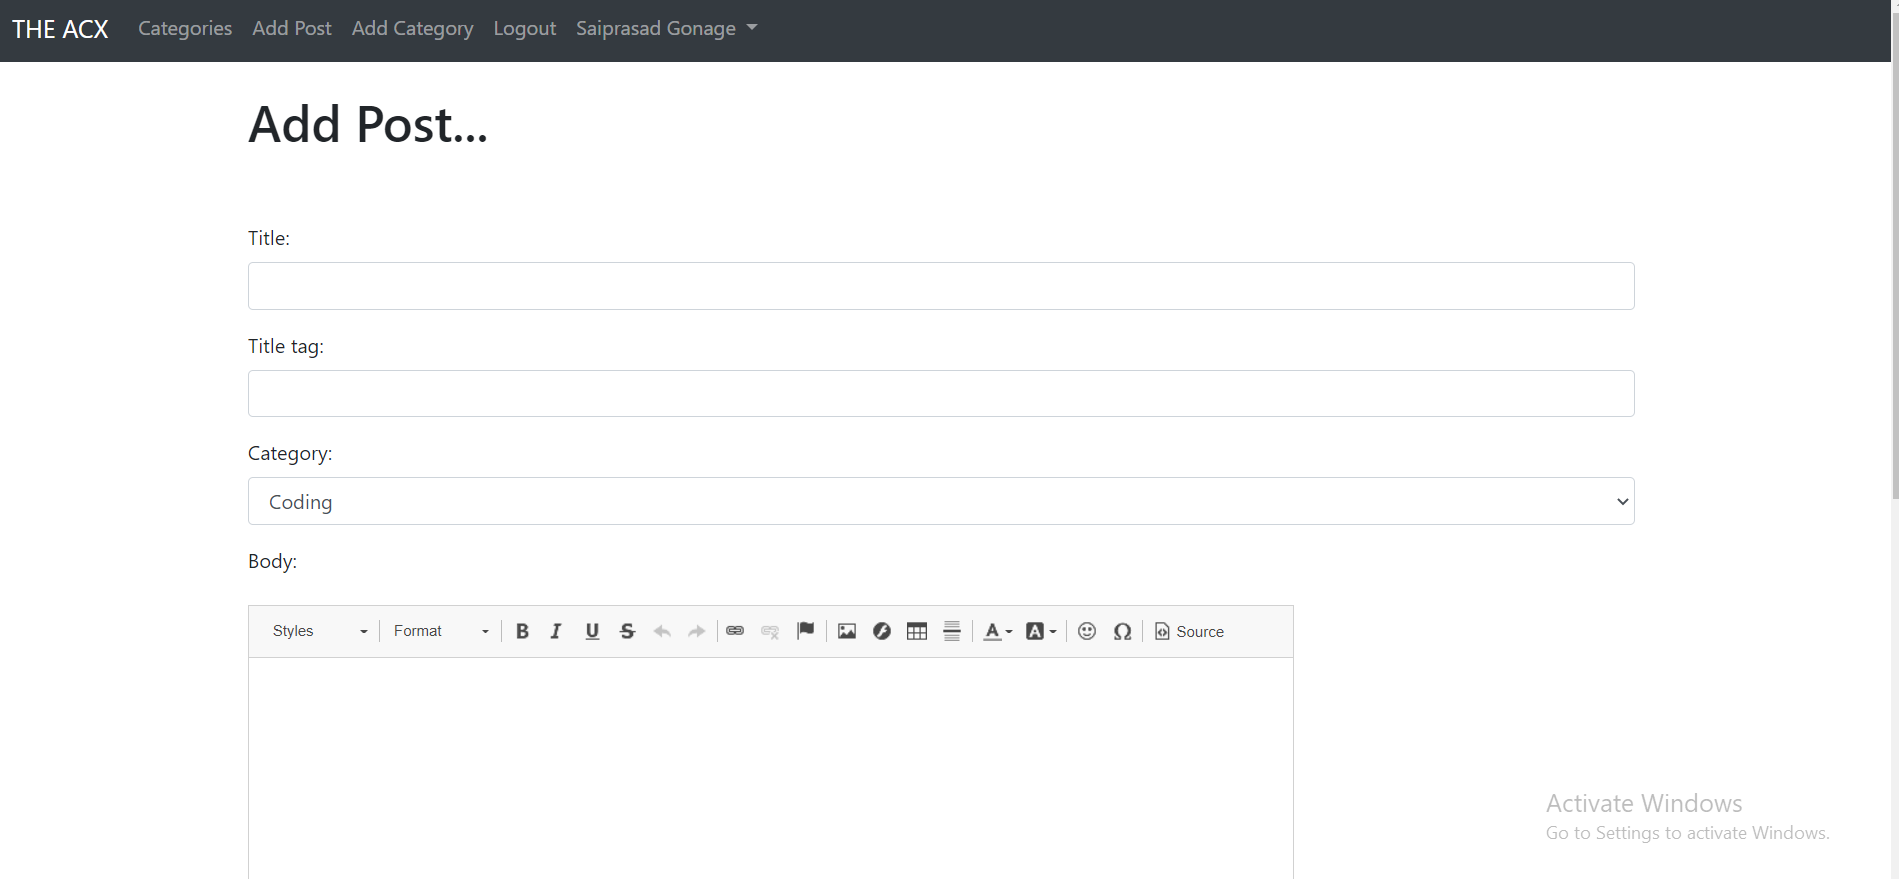 THE ACX Categories Add Post Add Category Logout Saiprasad Gonage
Add Post...
Title:
Title tag:
Category:
Coding
Body:
Styles Format B I U S A A Ω Source
Activate Windows
Go to Settings to activate Windows.